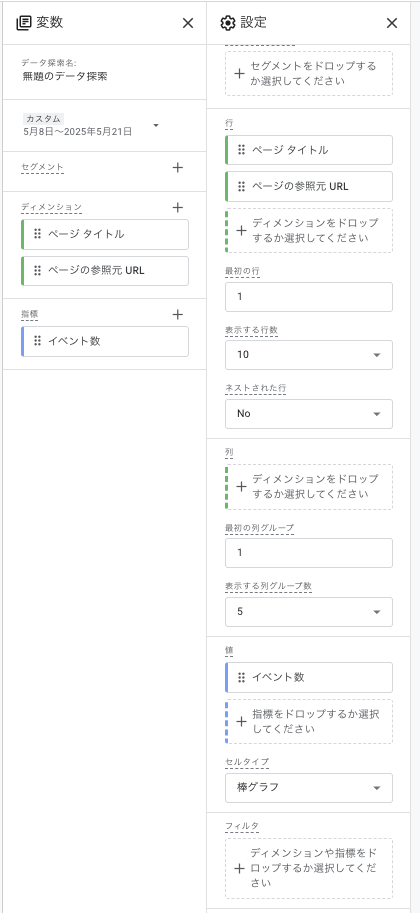 変数
データ探索名:
無題のデータ探索
カスタム
5月8日～2025年5月21日
セグメント
ディメンション
ページ タイトル
ページの参照元 URL
指標
イベント数
設定
セグメントをドロップする
か選択してください
行
ページ タイトル
ページの参照元 URL
ディメンションをドロップ
するか選択してください
最初の行
1
表示する行数
10
ネストされた行
No
列
ディメンションをドロップ
するか選択してください
最初の列グループ
1
表示する列グループ数
5
値
イベント数
指標をドロップするか選択
してください
セルタイプ
棒グラフ
フィルタ
ディメンションや指標をド
ロップするか選択してくだ
さい